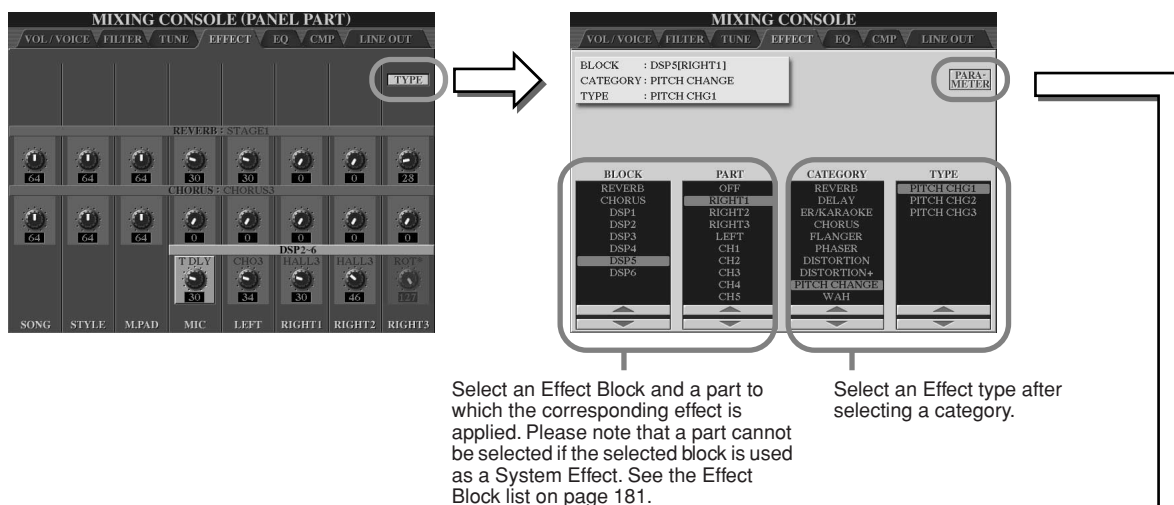 MIXING CONSOLE (PANEL PART)
VOL/VOICE FILTER TUNE EFFECT EQ CMP LINE OUT
TYPE
REVERB : STAGE1
64 64 64 30 30 0 0 28
CHORUS : CHORUS3
64 64 64 0 0 0 0 0
DSP2~6
T DLY CHO3 HALL3 HALL3 ROT*
30 34 30 46 127
SONG STYLE M.PAD MIC LEFT RIGHT1 RIGHT2 RIGHT3
MIXING CONSOLE
VOL/VOICE FILTER TUNE EFFECT EQ CMP LINE OUT
BLOCK : DSP5[RIGHT1]
CATEGORY : PITCH CHANGE
TYPE : PITCH CHG1
PARA-
METER
BLOCK PART CATEGORY TYPE
REVERB OFF REVERB PITCH CHG1
CHORUS RIGHT1 DELAY PITCH CHG2
DSP1 RIGHT2 ER/KARAOKE PITCH CHG3
DSP2 RIGHT3 CHORUS
DSP3 LEFT FLANGER
DSP4 CH1 PHASER
DSP5 CH2 DISTORTION
DSP6 CH3 DISTORTION+
CH4 PITCH CHANGE
CH5 WAH
Select an Effect Block and a part to
which the corresponding effect is
applied. Please note that a part cannot
be selected if the selected block is used
as a System Effect. See the Effect
Block list on page 181.
Select an Effect type after
selecting a category.